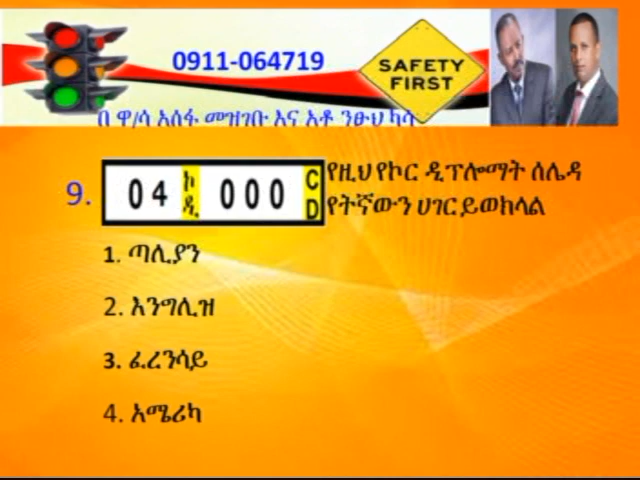 0911-064719
SAFETY
FIRST
በ ዋ/ሳ አሰፋ መዝገቡ እና አቶ ንፁህ ካሳ
9. 04 ኮዲ 000 CD የዚህ የኮር ዲፕሎማት ሰሌዳ
የትኛውን ሀገር ይወክላል
1. ጣሊያን
2. እንግሊዝ
3. ፈረንሳይ
4. አሜሪካ